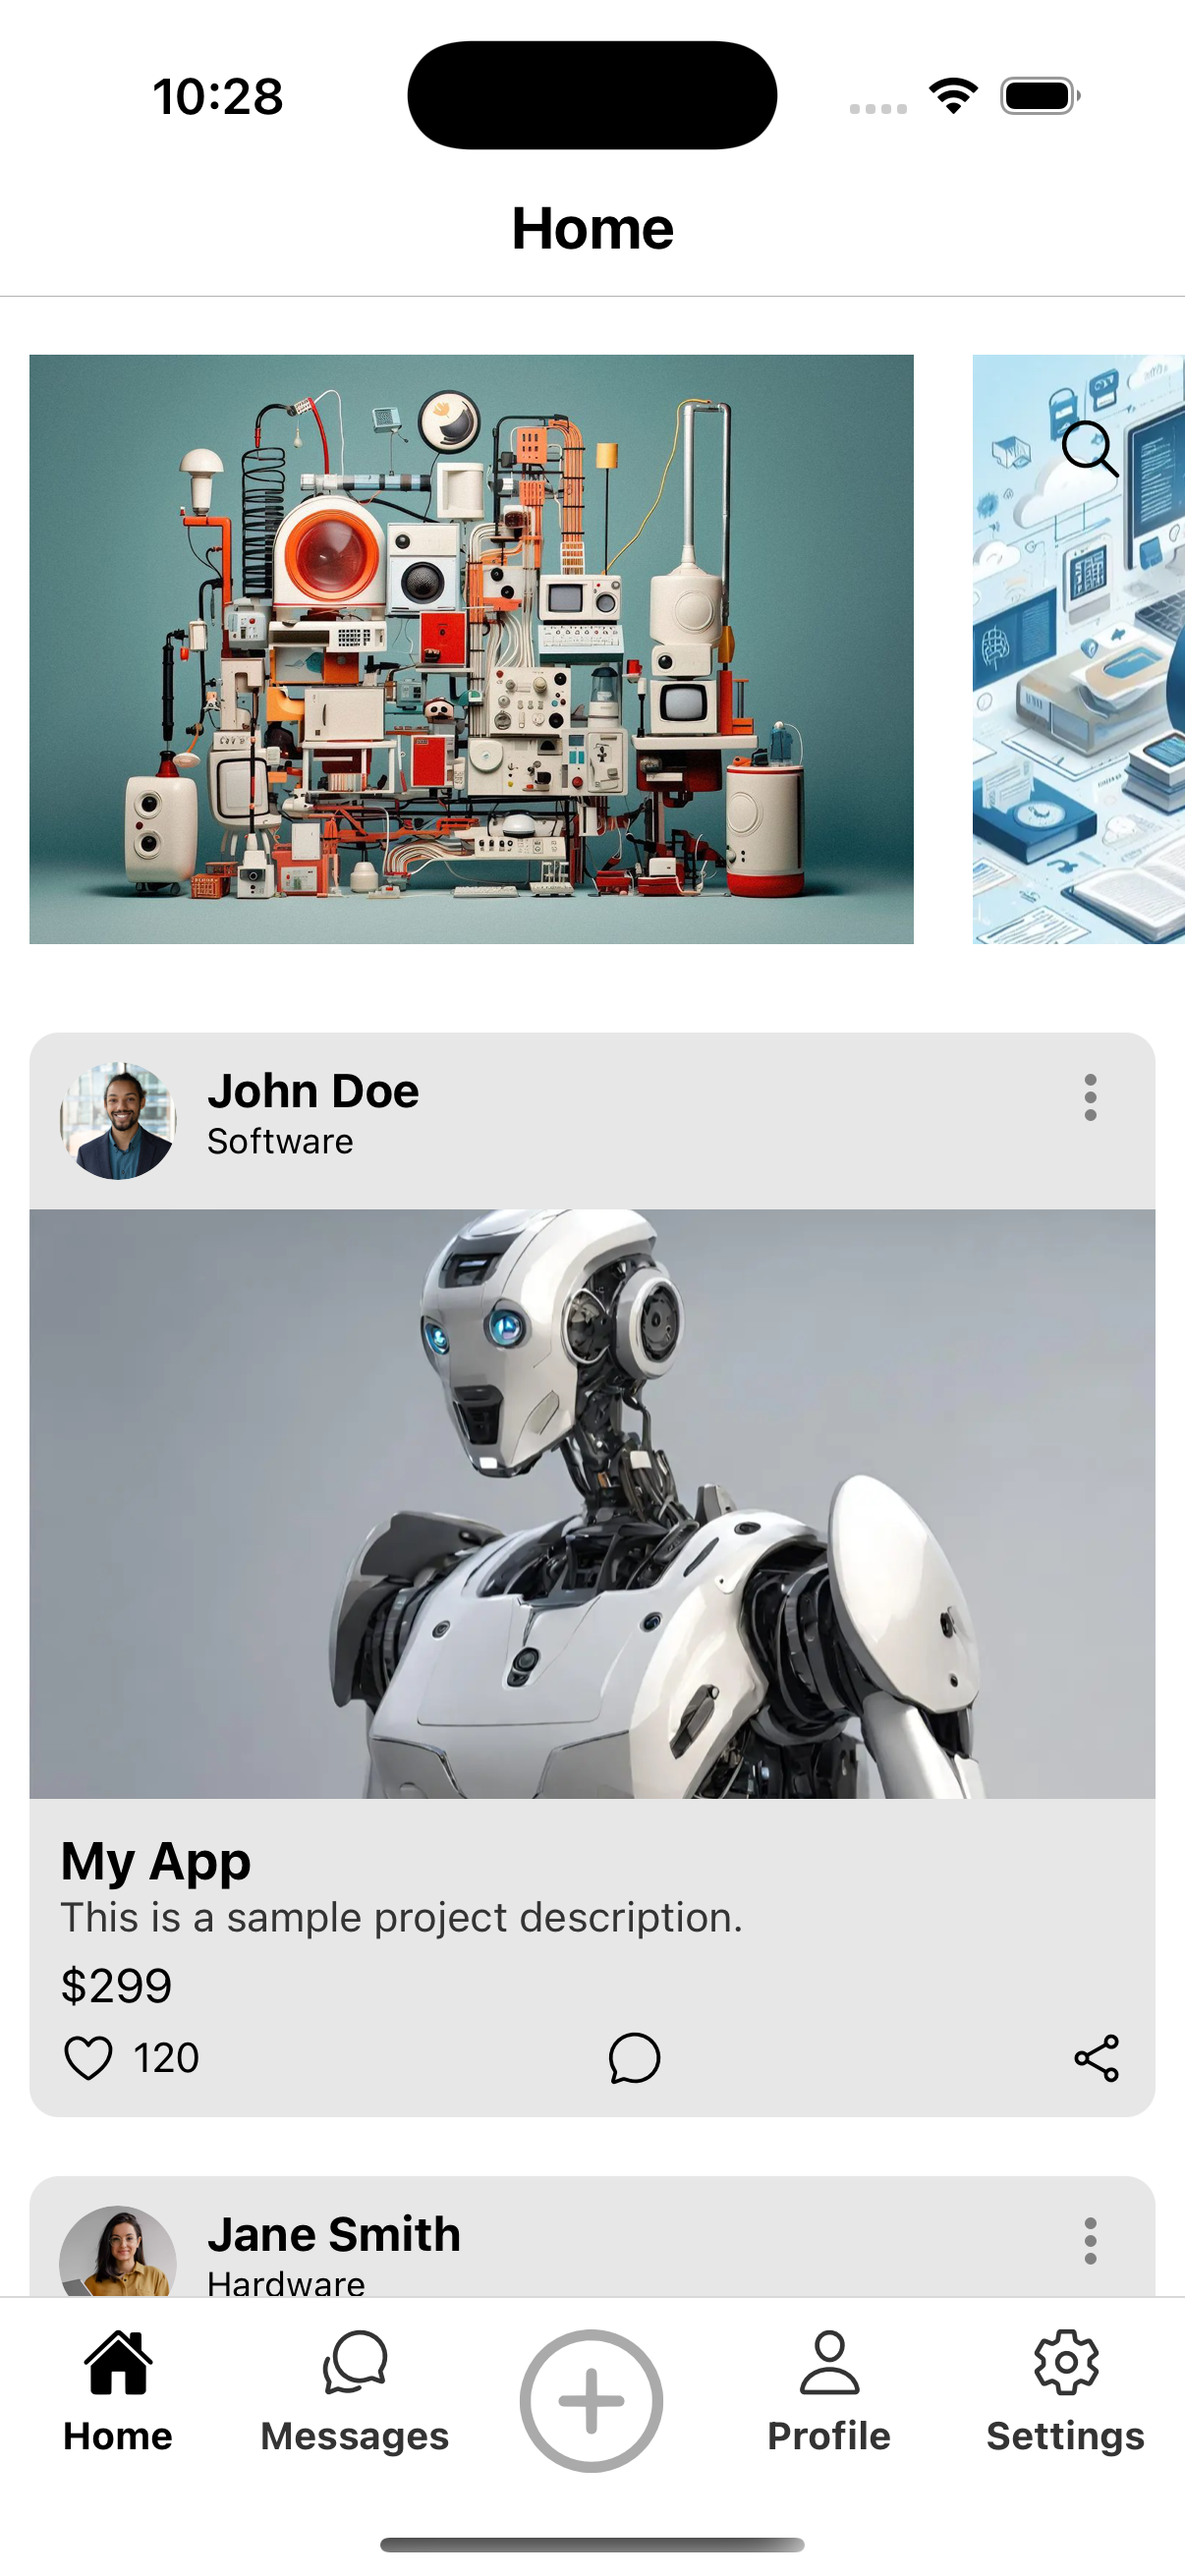 10:28
Home
John Doe
Software
My App
This is a sample project description.
$299
120
Jane Smith
Hardware
Home
Messages
Profile
Settings